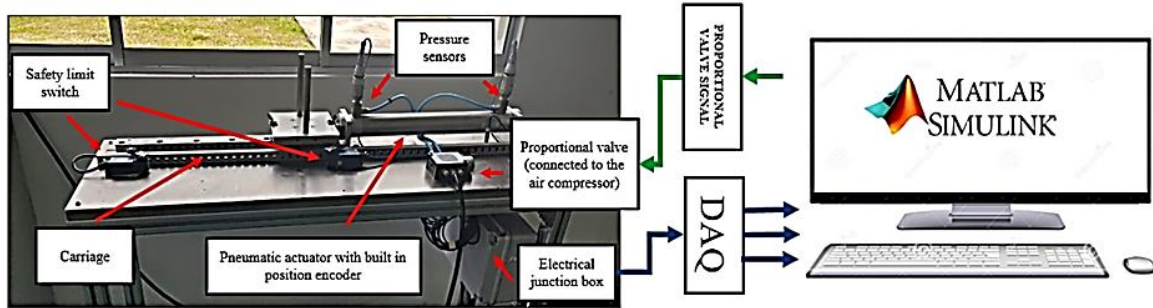 Pressure
sensors
Safety limit
switch
Proportional valve
(connected to the
air compressor)
Carriage
Pneumatic actuator with built in
position encoder
Electrical
junction box
PROPORTIONAL
VALVE SIGNAL
DAQ
MATLAB
SIMULINK